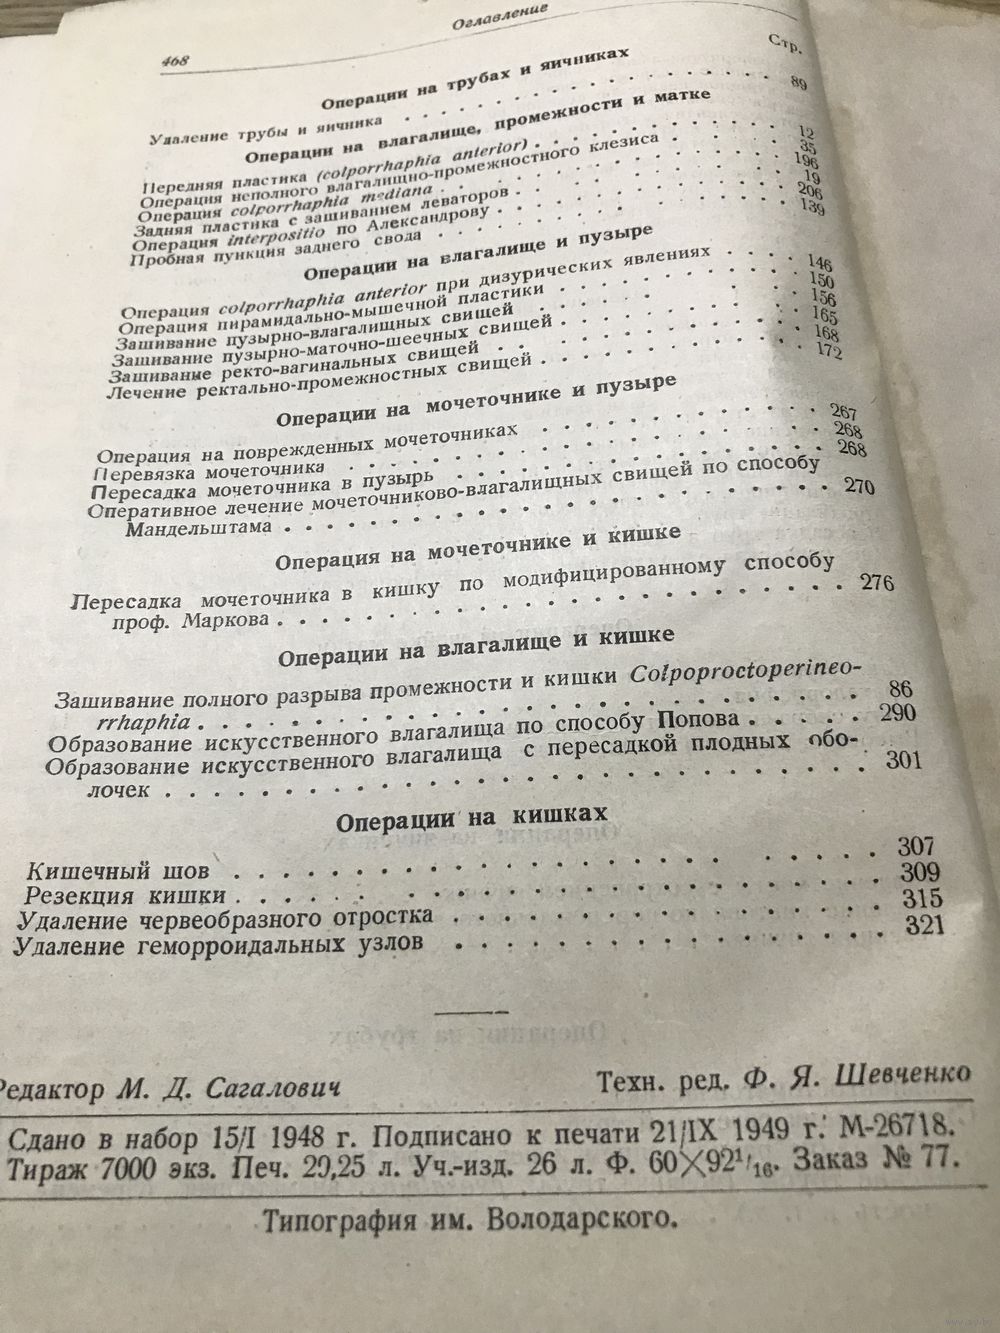 468
Оглавление
Стр.
Операции на трубах и яичниках
Удаление трубы и яичника . . . . . . . . . . . . . . . 89
Операции на влагалище, промежности и матке
Передняя пластика (colporrhaphia anterior) . . . . . . . . . . 12
Операция неполного влагалищно-промежностного клезиса . . . . . 35
Операция colporrhaphia mediana . . . . . . . . . . . . 196
Задняя пластика с зашиванием леваторов . . . . . . . . . . 19
Операция interpositio по Александрову . . . . . . . . . . 206
Пробная пункция заднего свода . . . . . . . . . . . . 139
Операции на влагалище и пузыре
Операция colporrhaphia anterior при дизурических явлениях . . . . 146
Операция пирамидально-мышечной пластики . . . . . . . . . 150
Зашивание пузырно-влагалищных свищей . . . . . . . . . . 156
Зашивание пузырно-маточно-шеечных свищей . . . . . . . . . 165
Зашивание ректо-вагинальных свищей . . . . . . . . . . . 168
Лечение ректально-промежностных свищей . . . . . . . . . . 172
Операции на мочеточнике и пузыре
Операция на поврежденных мочеточниках . . . . . . . . . . 267
Перевязка мочеточника . . . . . . . . . . . . . . . 268
Пересадка мочеточника в пузырь . . . . . . . . . . . . 268
Оперативное лечение мочеточниково-влагалищных свищей по способу
Мандельштама . . . . . . . . . . . . . . . . . . 270
Операция на мочеточнике и кишке
Пересадка мочеточника в кишку по модифицированному способу
проф. Маркова . . . . . . . . . . . . . . . . . . 276
Операции на влагалище и кишке
Зашивание полного разрыва промежности и кишки Colpoproctoperineo-
rrhaphia . . . . . . . . . . . . . . . . . . . . . 86
Образование искусственного влагалища по способу Попова . . . . . 290
Образование искусственного влагалища с пересадкой плодных обо-
лочек . . . . . . . . . . . . . . . . . . . . . . 301
Операции на кишках
Кишечный шов . . . . . . . . . . . . . . . . . . . 307
Резекция кишки . . . . . . . . . . . . . . . . . . 309
Удаление червеобразного отростка . . . . . . . . . . . . 315
Удаление геморроидальных узлов . . . . . . . . . . . . . 321
Редактор М. Д. Сагалович
Техн. ред. Ф. Я. Шевченко
Сдано в набор 15/I 1948 г. Подписано к печати 21/IX 1949 г. М-26718.
Тираж 7000 экз. Печ. 29,25 л. Уч.-изд. 26 л. Ф. 60×92¹/₁₆. Заказ № 77.
Типография им. Володарского.